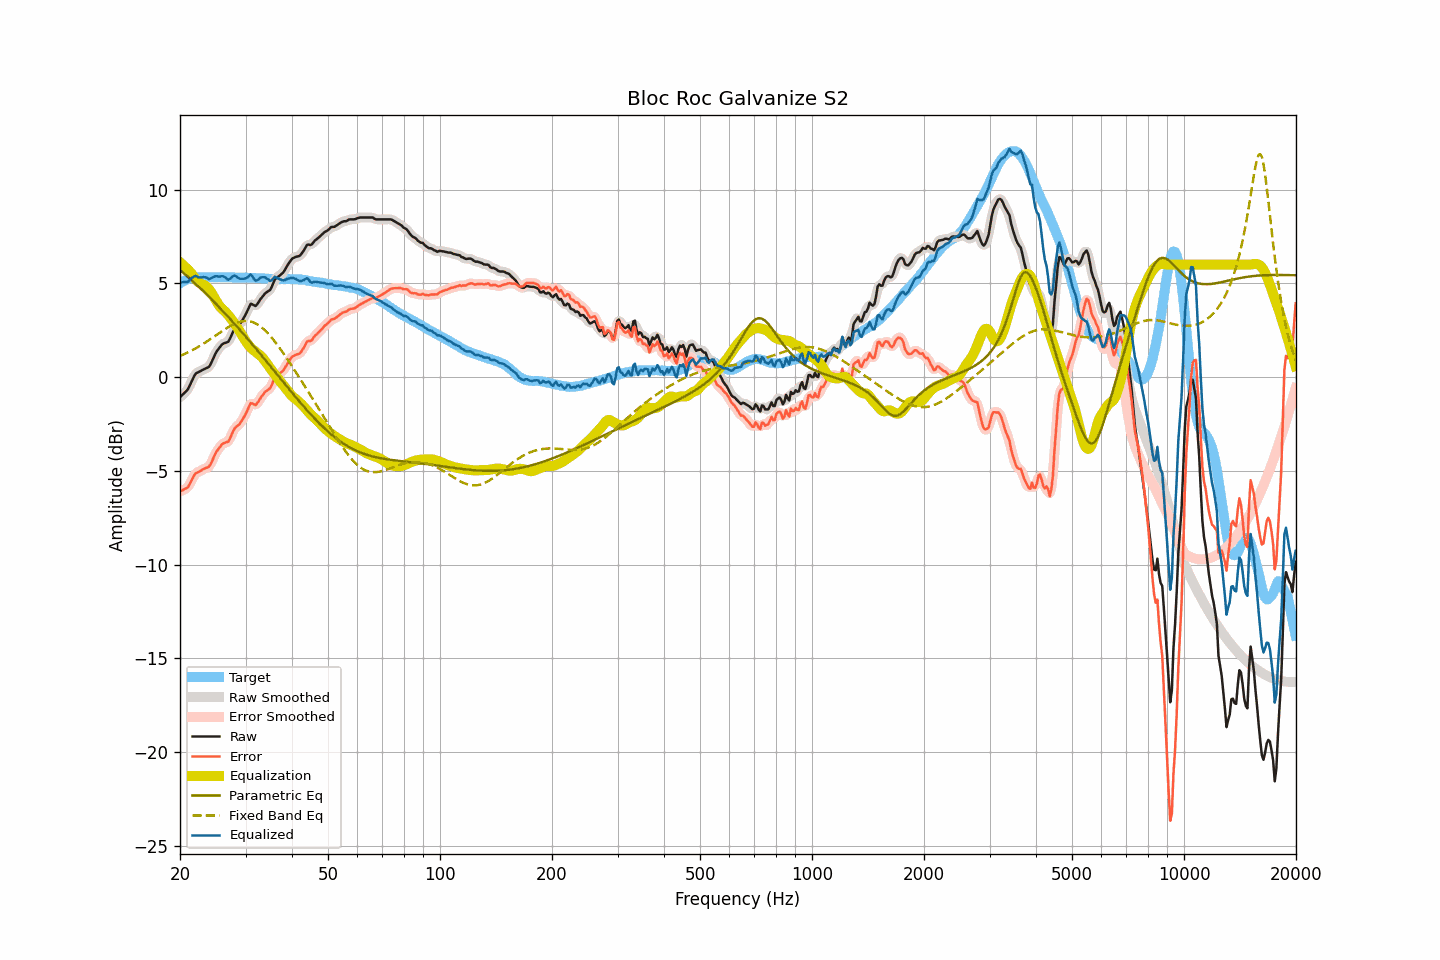 Bloc Roc Galvanize S2
Amplitude (dBr)
10
5
0
−5
−10
−15
−20
−25
Target
Raw Smoothed
Error Smoothed
Raw
Error
Equalization
Parametric Eq
Fixed Band Eq
Equalized
20 50 100 200 500 1000 2000 5000 10000 20000
Frequency (Hz)